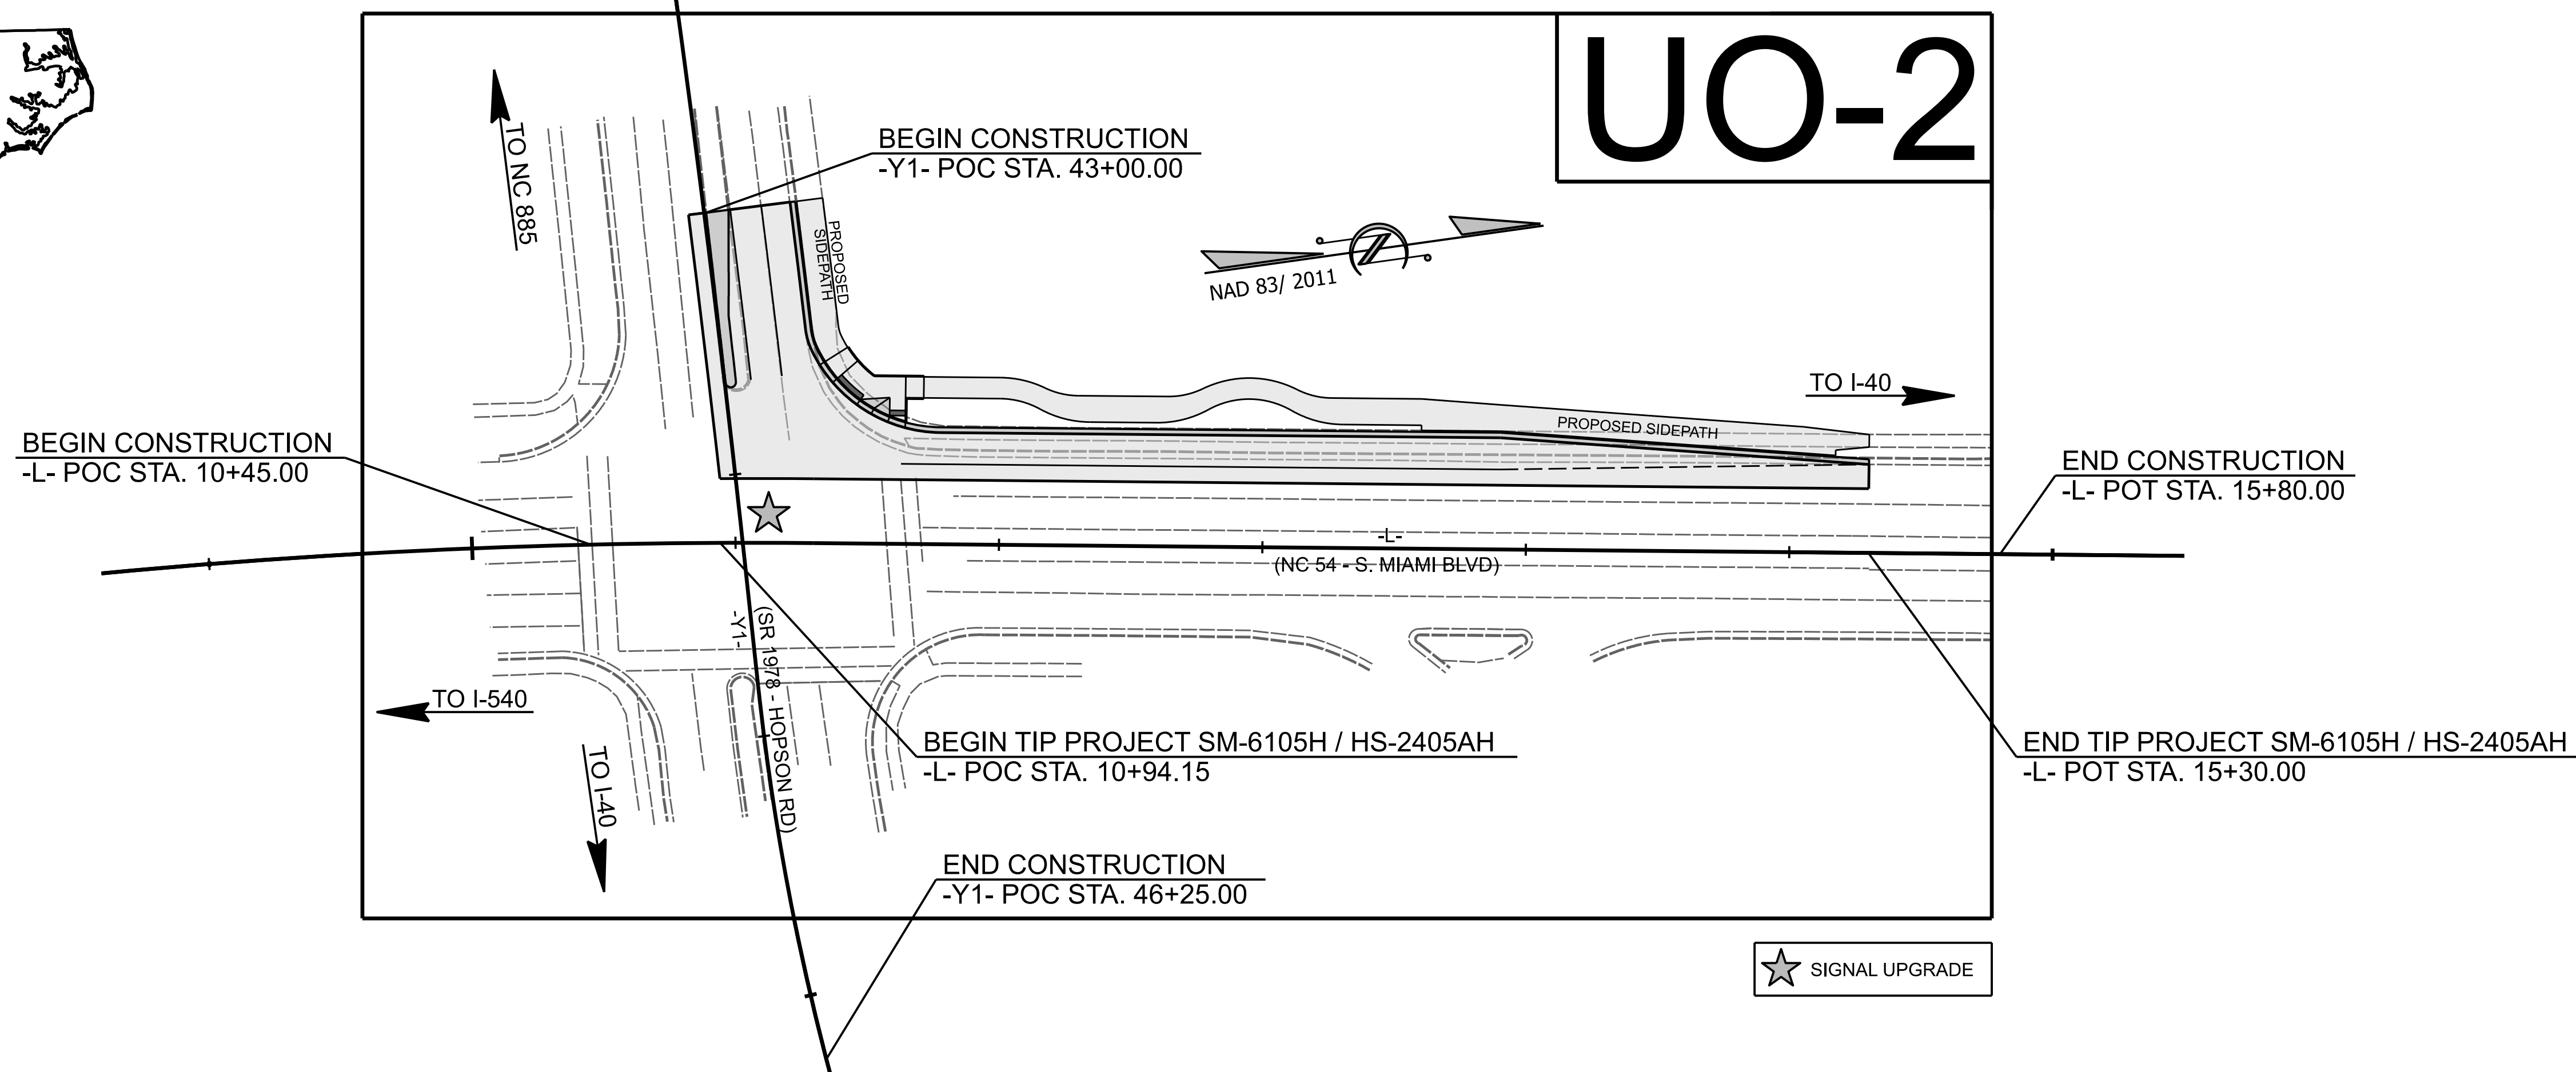 UO-2
TO NC 885
BEGIN CONSTRUCTION
-Y1- POC STA. 43+00.00
PROPOSED
SIDEPATH
NAD 83/ 2011
TO I-40
PROPOSED SIDEPATH
BEGIN CONSTRUCTION
-L- POC STA. 10+45.00
END CONSTRUCTION
-L- POT STA. 15+80.00
-L-
(NC 54 - S. MIAMI BLVD)
-Y1-
(SR 1978 - HOPSON RD)
TO I-540
TO I-40
BEGIN TIP PROJECT SM-6105H / HS-2405AH
-L- POC STA. 10+94.15
END TIP PROJECT SM-6105H / HS-2405AH
-L- POT STA. 15+30.00
END CONSTRUCTION
-Y1- POC STA. 46+25.00
SIGNAL UPGRADE